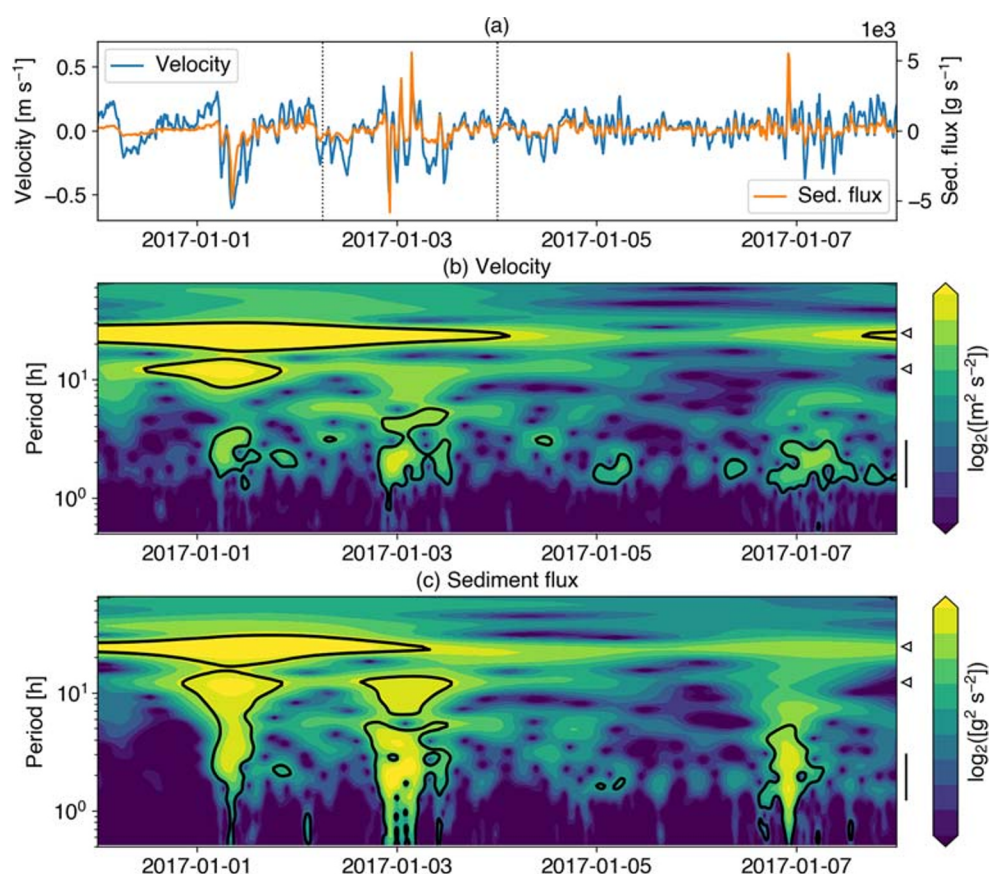 (a)
1e3
Velocity
Sed. flux
Velocity [m s⁻¹]
0.5
0.0
−0.5
Sed. flux [g s⁻¹]
5
0
−5
2017-01-01 2017-01-03 2017-01-05 2017-01-07
(b) Velocity
Period [h]
10¹
10⁰
log₂([m² s⁻²])
2017-01-01 2017-01-03 2017-01-05 2017-01-07
(c) Sediment flux
Period [h]
10¹
10⁰
log₂([g² s⁻²])
2017-01-01 2017-01-03 2017-01-05 2017-01-07